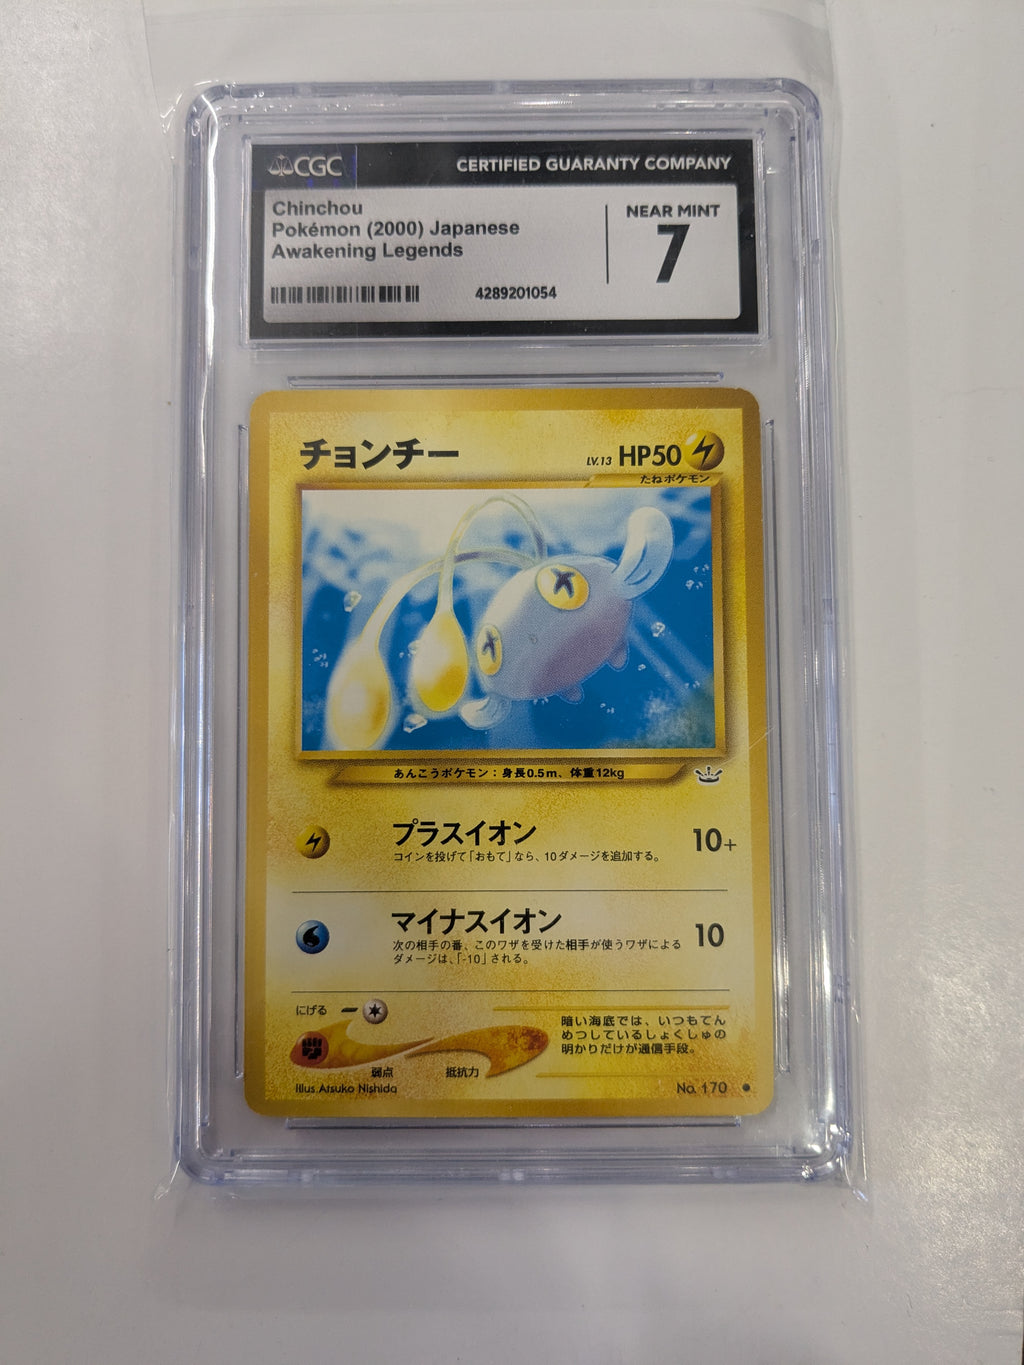 CGC
CERTIFIED GUARANTY COMPANY
Chinchou
Pokémon (2000) Japanese
Awakening Legends
NEAR MINT
7
4289201054
チョンチー
LV.13 HP50
たねポケモン
あんこうポケモン：身長0.5m、体重12kg
プラスイオン
10+
コインを投げて「おもて」なら、10ダメージを追加する。
マイナスイオン
10
次の相手の番、このワザを受けた相手が使うワザによる
ダメージは、「-10」される。
にげる
弱点
抵抗力
暗い海底では、いつもてん
めつしているしょくしゅの
明かりだけが通信手段。
Illus. Atsuko Nishida
No. 170